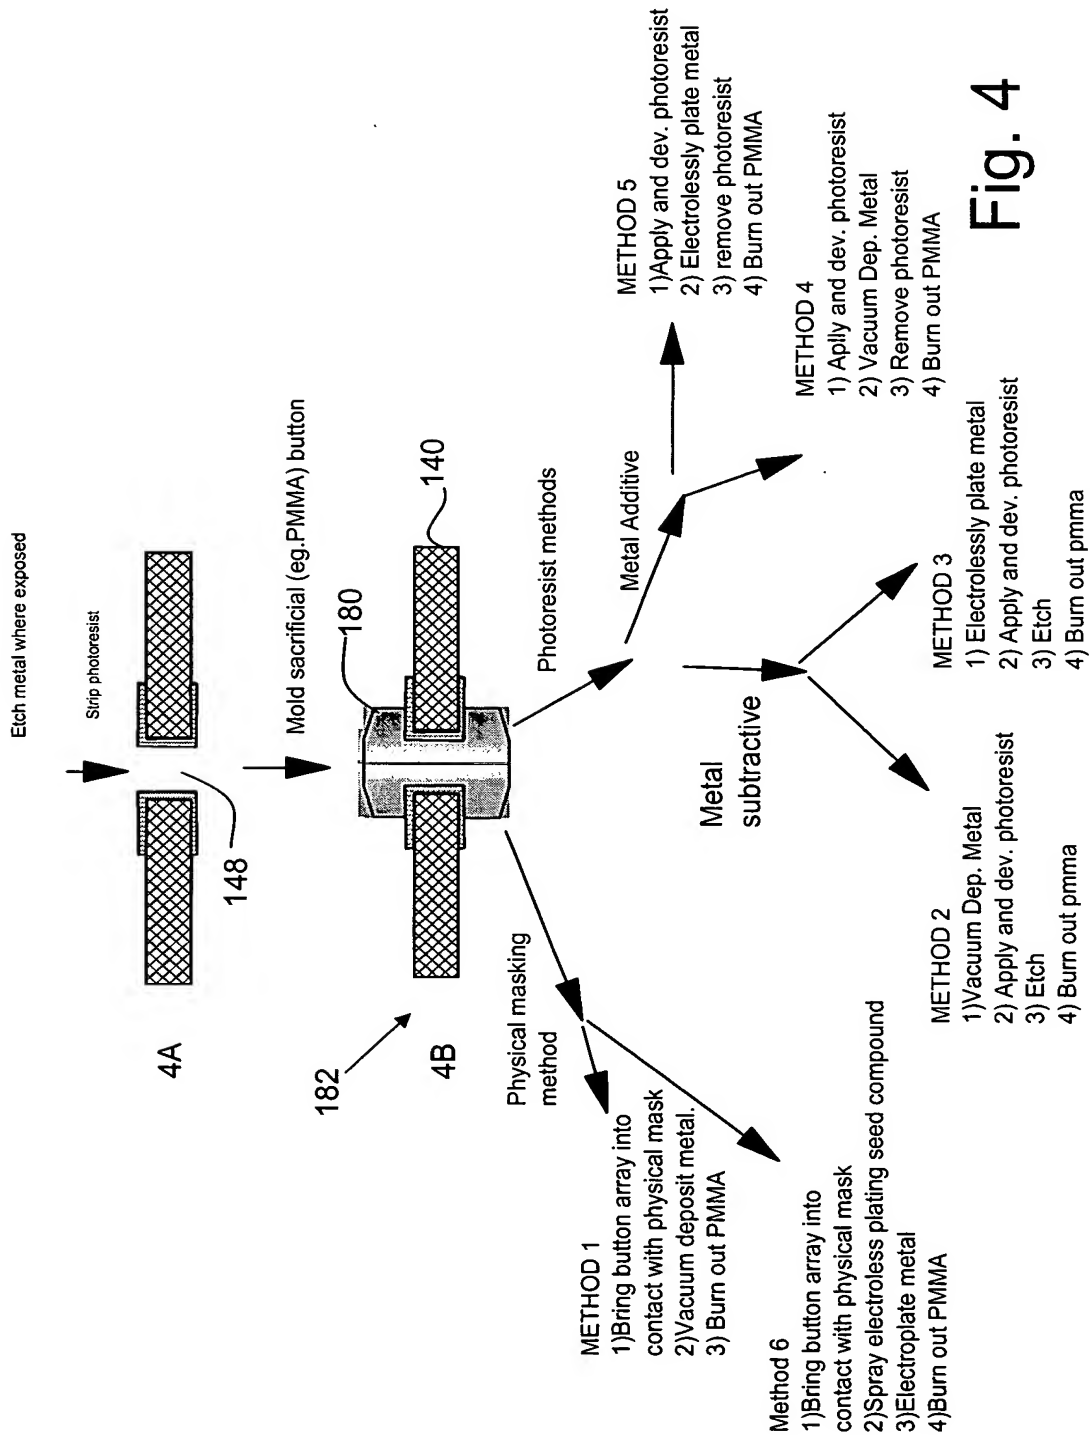 Etch metal where exposed
Strip photoresist
4A
148
Mold sacrificial (eg.PMMA) button
182
4B
180
140
Physical masking
method
Photoresist methods
Metal
subtractive
Metal Additive
METHOD 1
1)Bring button array into
contact with physical mask
2)Vacuum deposit metal.
3) Burn out PMMA
Method 6
1)Bring button array into
contact with physical mask
2)Spray electroless plating seed compound
3)Electroplate metal
4)Burn out PMMA
METHOD 2
1)Vacuum Dep. Metal
2) Apply and dev. photoresist
3) Etch
4) Burn out pmma
METHOD 3
1) Electrolessly plate metal
2) Apply and dev. photoresist
3) Etch
4) Burn out pmma
METHOD 4
1) Aplly and dev. photoresist
2) Vacuum Dep. Metal
3) Remove photoresist
4) Burn out PMMA
METHOD 5
1)Apply and dev. photoresist
2) Electrolessly plate metal
3) remove photoresist
4) Burn out PMMA
Fig. 4